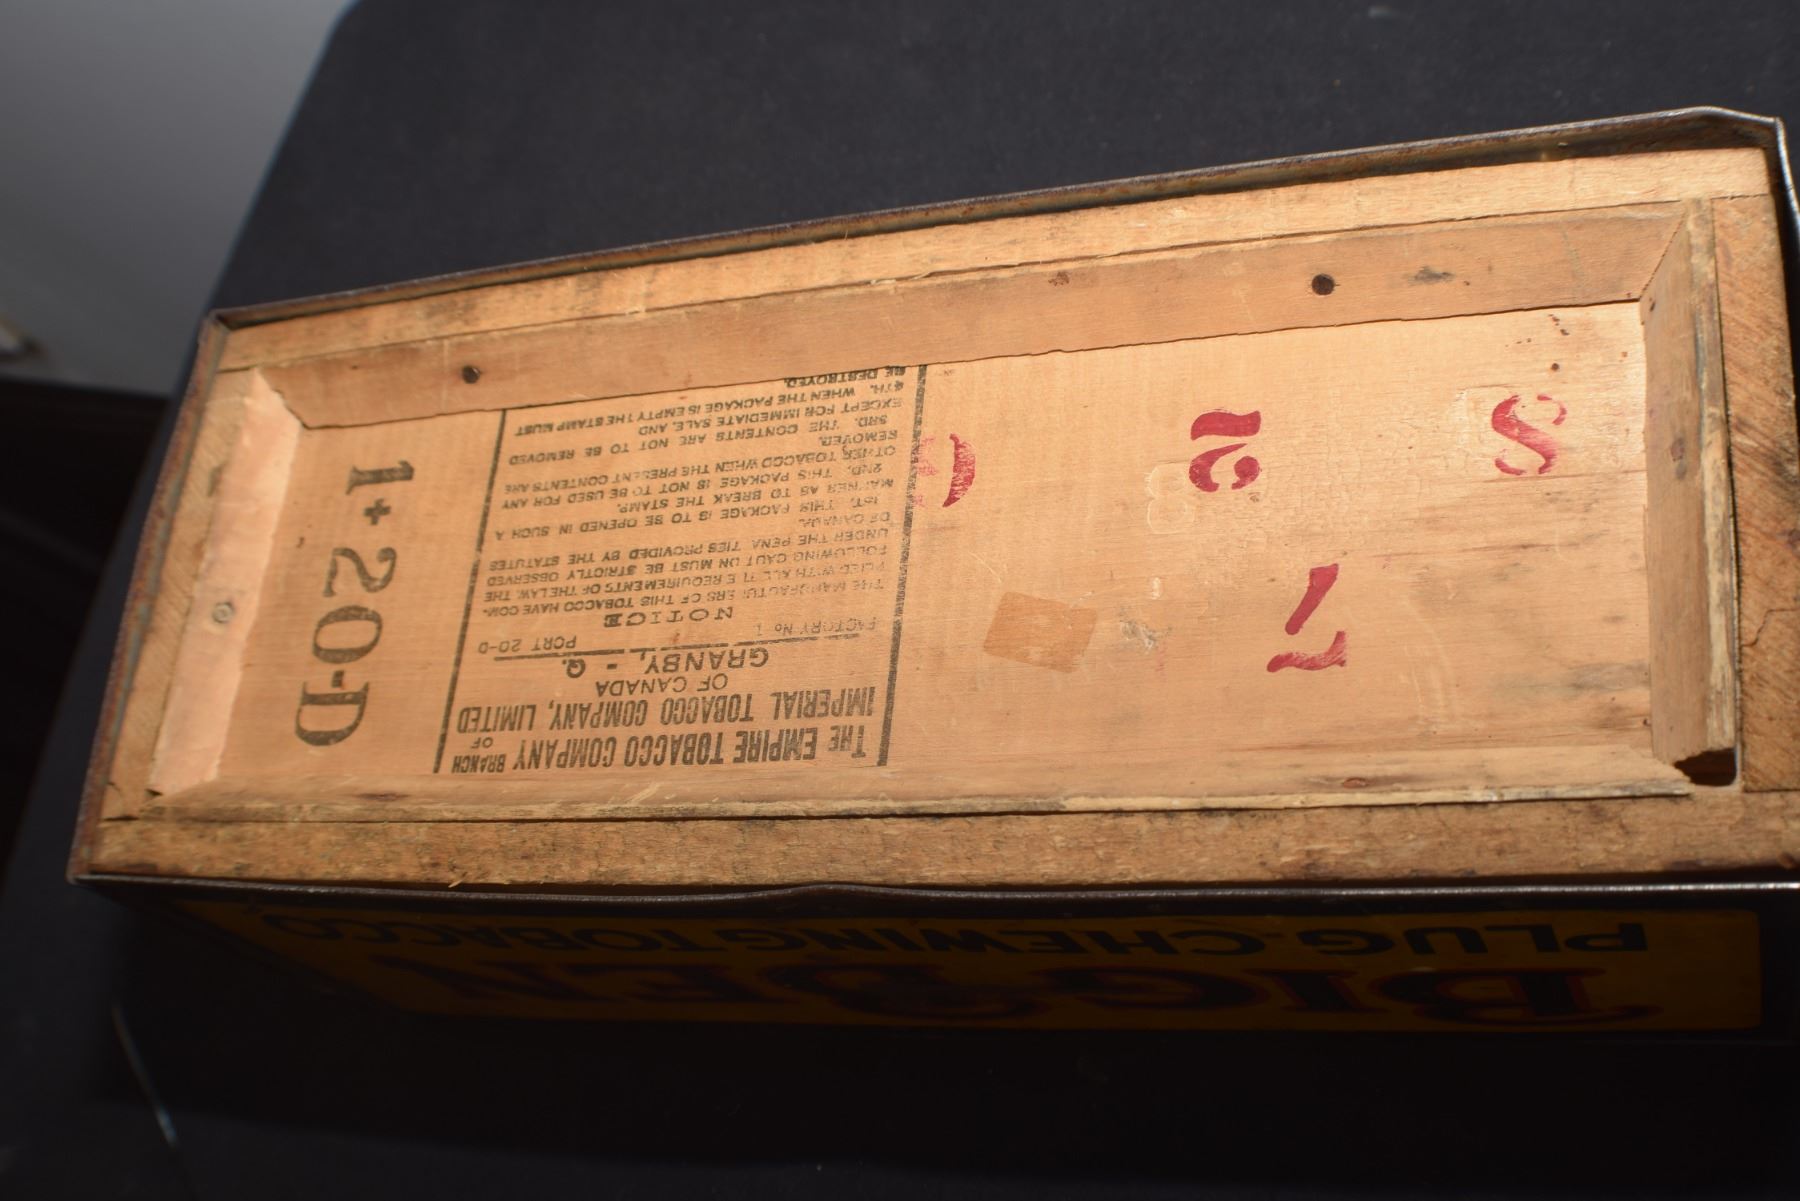 BIG BEN
PLUG-CHEWING TOBACCO
7
S
2
THE EMPIRE TOBACCO COMPANY BRANCH
OF
IMPERIAL TOBACCO COMPANY, LIMITED
OF CANADA
GRANBY, - Q.
FACTORY No 1 PORT 20-D
NOTICE
THE MANUFACTURERS OF THIS TOBACCO HAVE COM-
PLIED WITH ALL THE REQUIREMENTS OF THE LAW. THE
FOLLOWING CAUTION MUST BE STRICTLY OBSERVED
UNDER THE PENALTIES PROVIDED BY THE STATUTES
OF CANADA.
1ST. THIS PACKAGE IS TO BE OPENED IN SUCH A
MANNER AS TO BREAK THE STAMP.
2ND. THIS PACKAGE IS NOT TO BE USED FOR ANY
OTHER TOBACCO WHEN THE PRESENT CONTENTS ARE
REMOVED.
3RD. THE CONTENTS ARE NOT TO BE REMOVED
EXCEPT FOR IMMEDIATE SALE, AND
4TH. WHEN THE PACKAGE IS EMPTY THE STAMP MUST
BE DESTROYED.
1+20-D